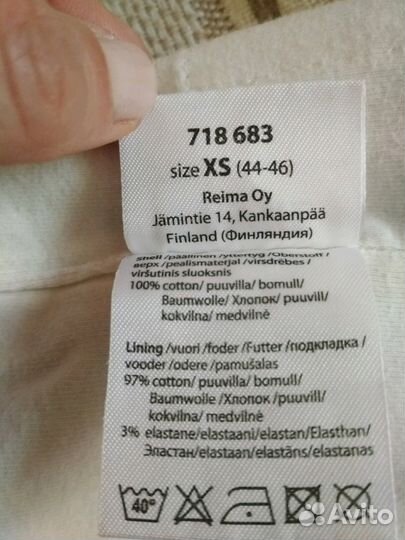 718 683
size XS (44-46)
Reima Oy
Jämintie 14, Kankaanpää
Finland (Финляндия)
Shell /päällinen /yttertyg /Oberstoff /
верх /pealismaterjal /virsdrēbes/
viršutinis sluoksnis
100% cotton/ puuvilla/ bomull/
Baumwolle/ Хлопок/ puuvill/
kokvilna/ medvilnė
Lining /vuori /foder /Futter /подкладка /
vooder /odere /pamušalas
97% cotton/ puuvilla/ bomull/
Baumwolle/ Хлопок /puuvill/
kokvilna/ medvilnė
3% elastane/elastaani/elastan/Elasthan/
Эластан/elastaan/elastāns/elastanas
40°
Avito